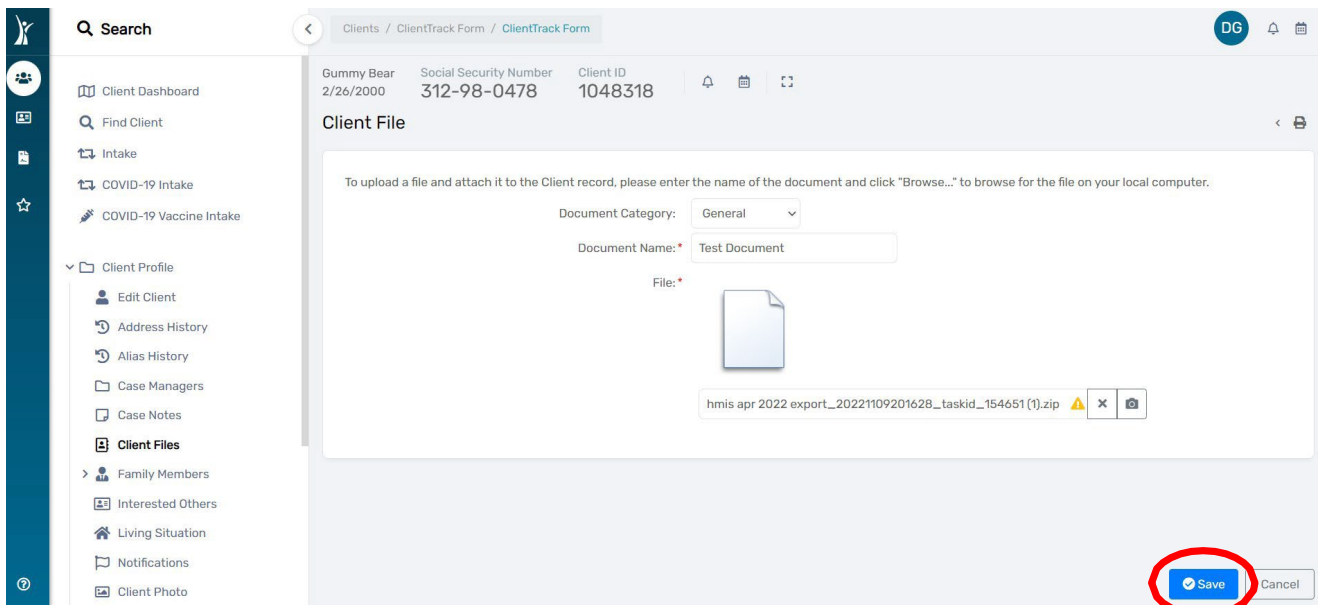 Search
Clients / ClientTrack Form / ClientTrack Form
DG
Client Dashboard
Find Client
Intake
COVID-19 Intake
COVID-19 Vaccine Intake
Client Profile
Edit Client
Address History
Alias History
Case Managers
Case Notes
Client Files
Family Members
Interested Others
Living Situation
Notifications
Client Photo
Gummy Bear
2/26/2000
Social Security Number
312-98-0478
Client ID
1048318
Client File
To upload a file and attach it to the Client record, please enter the name of the document and click "Browse..." to browse for the file on your local computer.
Document Category: General
Document Name:* Test Document
File:*
hmis apr 2022 export_20221109201628_taskid_154651 (1).zip
Save
Cancel